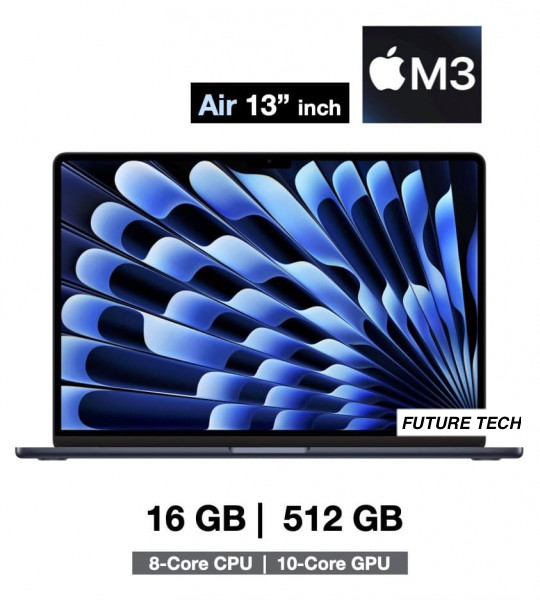 M3
Air 13” inch
FUTURE TECH
16 GB | 512 GB
8-Core CPU | 10-Core GPU